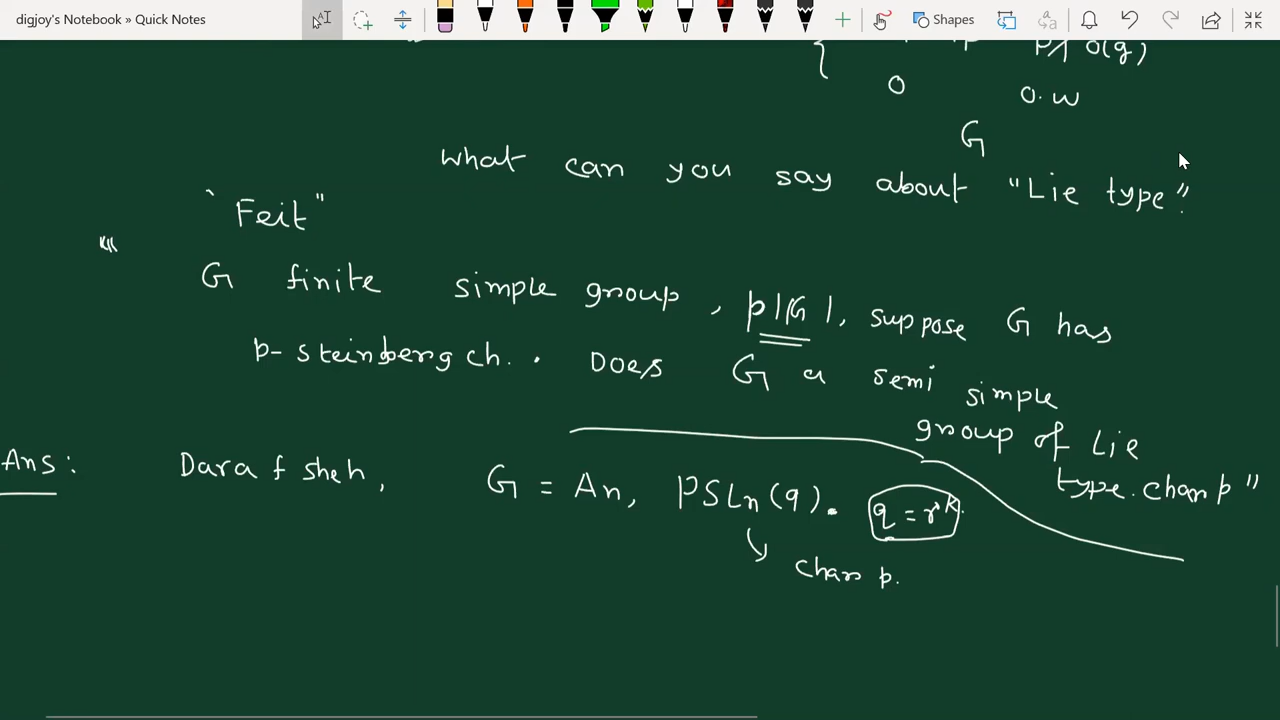 digjoy's Notebook » Quick Notes
Shapes
p∤ o(g)
0 o.w
G
what can you say about "Lie type"
`Feit"
"G finite simple group, p||G|, suppose G has
p-steinberg ch. Does G a semi simple
group of Lie
type. char p"
Ans: Darafsheh, G = An, PSLn(q). q = r^k.
char p.